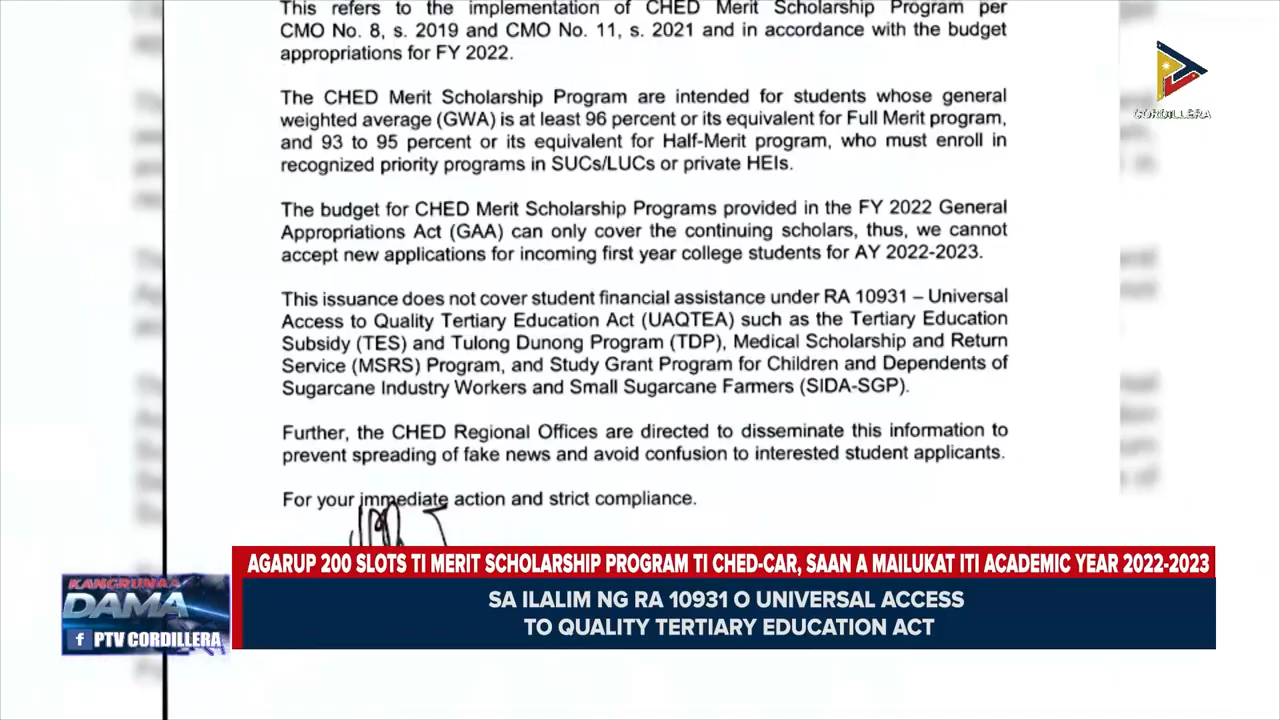 This refers to the implementation of CHED Merit Scholarship Program per
CMO No. 8, s. 2019 and CMO No. 11, s. 2021 and in accordance with the budget
appropriations for FY 2022.
The CHED Merit Scholarship Program are intended for students whose general
weighted average (GWA) is at least 96 percent or its equivalent for Full Merit program,
and 93 to 95 percent or its equivalent for Half-Merit program, who must enroll in
recognized priority programs in SUCs/LUCs or private HEIs.
The budget for CHED Merit Scholarship Programs provided in the FY 2022 General
Appropriations Act (GAA) can only cover the continuing scholars, thus, we cannot
accept new applications for incoming first year college students for AY 2022-2023.
This issuance does not cover student financial assistance under RA 10931 – Universal
Access to Quality Tertiary Education Act (UAQTEA) such as the Tertiary Education
Subsidy (TES) and Tulong Dunong Program (TDP), Medical Scholarship and Return
Service (MSRS) Program, and Study Grant Program for Children and Dependents of
Sugarcane Industry Workers and Small Sugarcane Farmers (SIDA-SGP).
Further, the CHED Regional Offices are directed to disseminate this information to
prevent spreading of fake news and avoid confusion to interested student applicants.
For your immediate action and strict compliance.
CORDILLERA
AGARUP 200 SLOTS TI MERIT SCHOLARSHIP PROGRAM TI CHED-CAR, SAAN A MAILUKAT ITI ACADEMIC YEAR 2022-2023
SA ILALIM NG RA 10931 O UNIVERSAL ACCESS
TO QUALITY TERTIARY EDUCATION ACT
KANGRUNAAN
DAMA
f PTV CORDILLERA